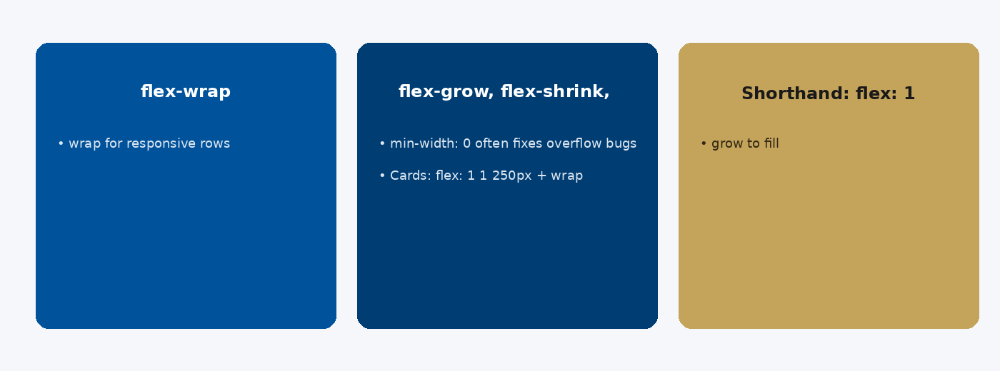 flex-wrap
• wrap for responsive rows
flex-grow, flex-shrink,
• min-width: 0 often fixes overflow bugs
• Cards: flex: 1 1 250px + wrap
Shorthand: flex: 1
• grow to fill